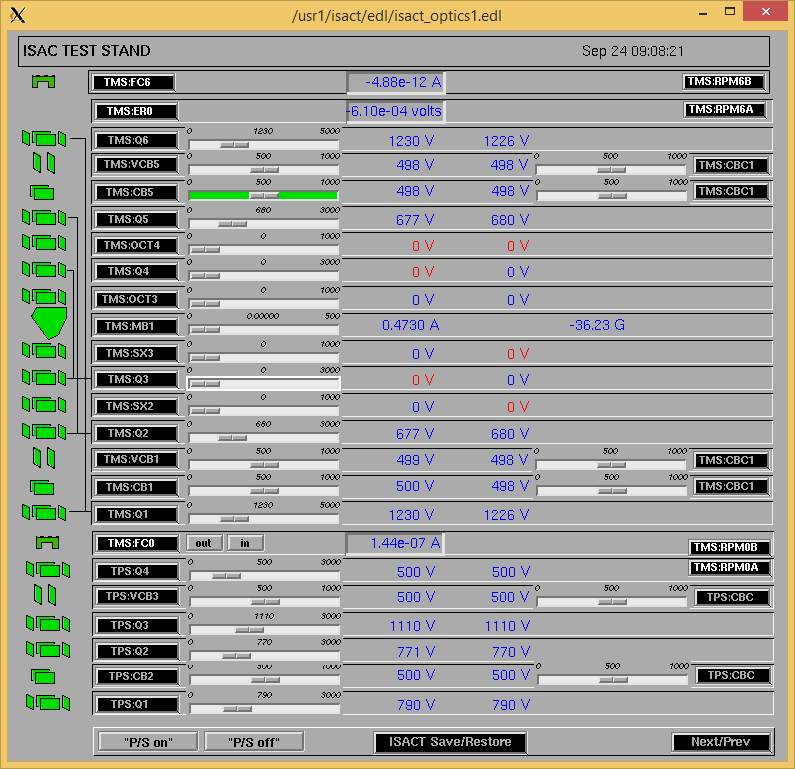 /usr1/isact/edl/isact_optics1.edl
ISAC TEST STAND Sep 24 09:08:21
TMS:FC6 -4.88e-12 A TMS:RPM6B
TMS:ER0 -6.10e-04 volts TMS:RPM6A
TMS:Q6 0 1230 5000 1230 V 1226 V
TMS:VCB5 0 500 1000 498 V 498 V 0 500 1000 TMS:CBC1
TMS:CB5 0 500 1000 498 V 498 V 0 500 1000 TMS:CBC1
TMS:Q5 0 680 3000 677 V 680 V
TMS:OCT4 0 0 1000 0 V 0 V
TMS:Q4 0 0 3000 0 V 0 V
TMS:OCT3 0 0 1000 0 V 0 V
TMS:MB1 0 0.00000 500 0.4730 A -36.23 G
TMS:SX3 0 0 1000 0 V 0 V
TMS:Q3 0 0 3000 0 V 0 V
TMS:SX2 0 0 1000 0 V 0 V
TMS:Q2 0 680 3000 677 V 680 V
TMS:VCB1 0 500 1000 499 V 498 V 0 500 1000 TMS:CBC1
TMS:CB1 0 500 1000 500 V 498 V 0 500 1000 TMS:CBC1
TMS:Q1 0 1230 5000 1230 V 1226 V
TMS:FC0 out in 1.44e-07 A TMS:RPM0B
TPS:Q4 0 500 3000 500 V 500 V TMS:RPM0A
TPS:VCB3 0 500 1000 500 V 500 V 0 500 1000 TPS:CBC
TPS:Q3 0 1110 3000 1110 V 1110 V
TPS:Q2 0 770 3000 771 V 770 V
TPS:CB2 0 500 1000 500 V 500 V 0 500 1000 TPS:CBC
TPS:Q1 0 790 3000 790 V 790 V
"P/S on" "P/S off" ISACT Save/Restore Next/Prev